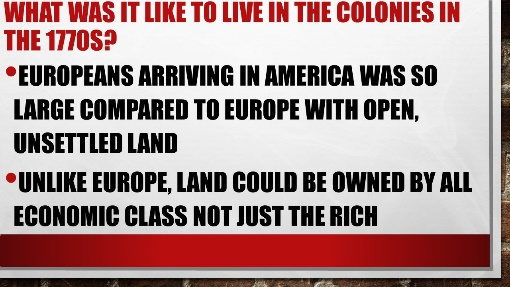 WHAT WAS IT LIKE TO LIVE IN THE COLONIES IN
THE 1770S?
•EUROPEANS ARRIVING IN AMERICA WAS SO
LARGE COMPARED TO EUROPE WITH OPEN,
UNSETTLED LAND
•UNLIKE EUROPE, LAND COULD BE OWNED BY ALL
ECONOMIC CLASS NOT JUST THE RICH